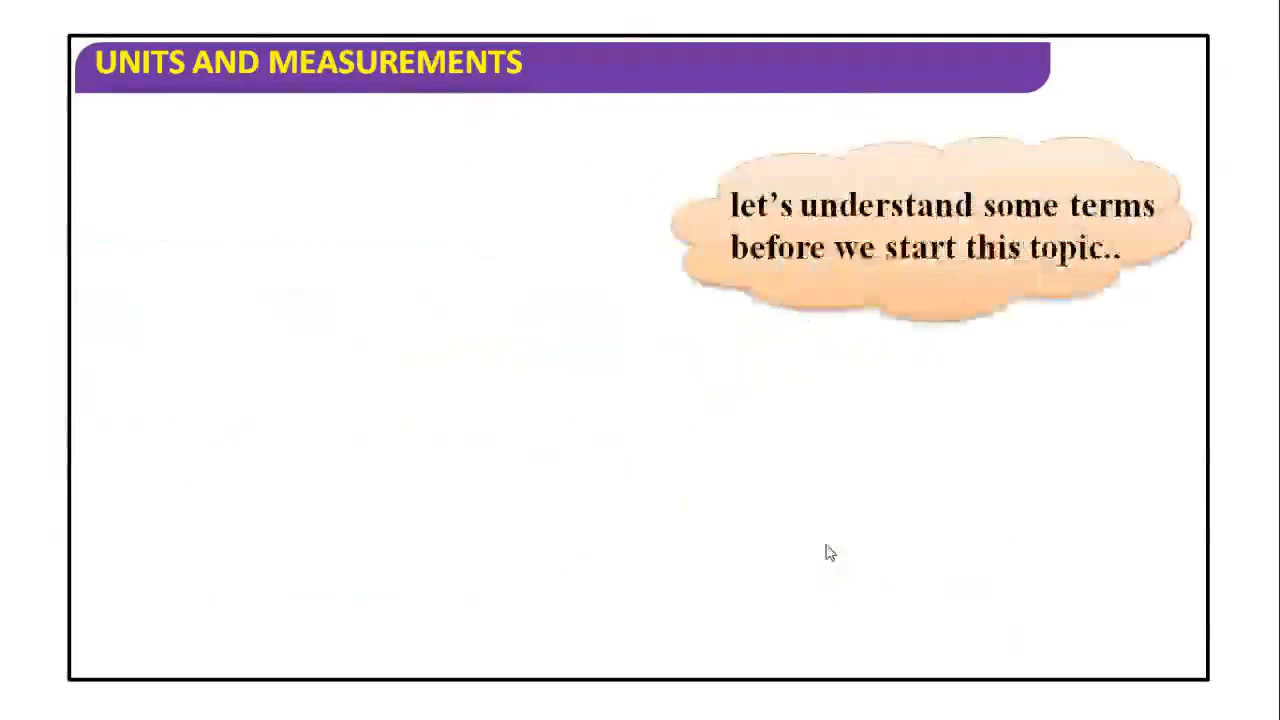 UNITS AND MEASUREMENTS
let’s understand some terms
before we start this topic..